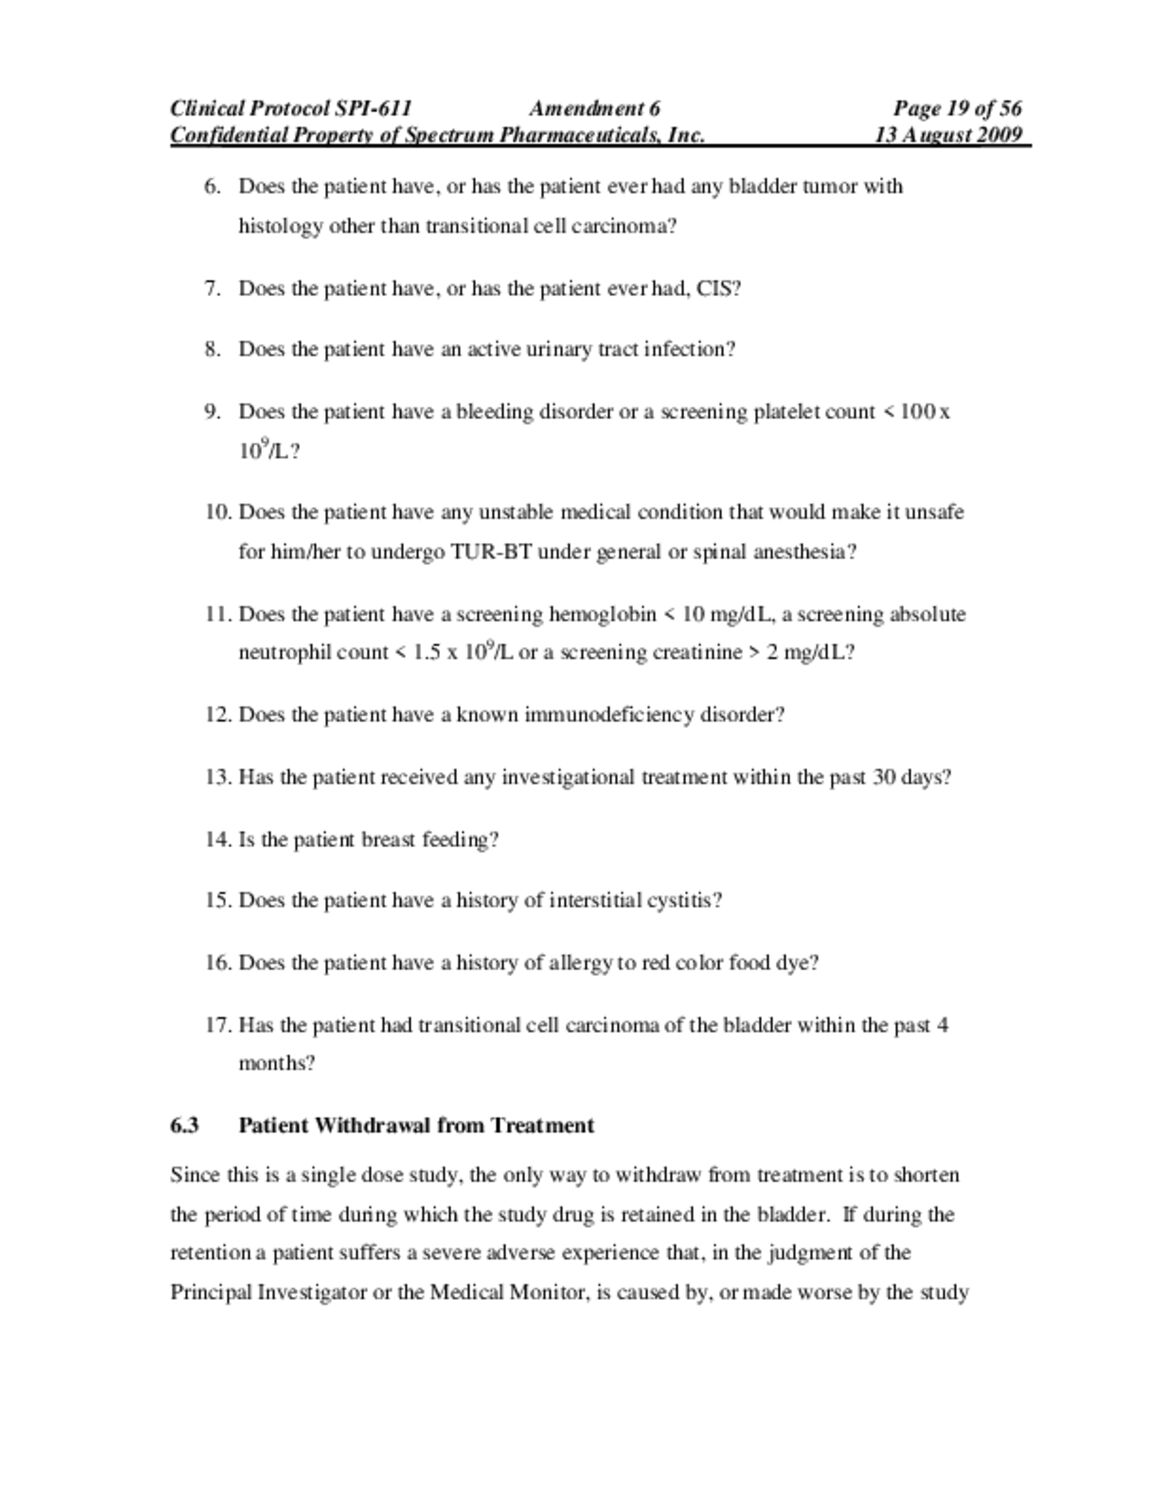 Clinical Protocol SPI-611 Amendment 6 Page 19 of 56
Confidential Property of Spectrum Pharmaceuticals, Inc. 13 August 2009
6. Does the patient have, or has the patient ever had any bladder tumor with
histology other than transitional cell carcinoma?
7. Does the patient have, or has the patient ever had, CIS?
8. Does the patient have an active urinary tract infection?
9. Does the patient have a bleeding disorder or a screening platelet count < 100 x
10⁹/L?
10. Does the patient have any unstable medical condition that would make it unsafe
for him/her to undergo TUR-BT under general or spinal anesthesia?
11. Does the patient have a screening hemoglobin < 10 mg/dL, a screening absolute
neutrophil count < 1.5 x 10⁹/L or a screening creatinine > 2 mg/dL?
12. Does the patient have a known immunodeficiency disorder?
13. Has the patient received any investigational treatment within the past 30 days?
14. Is the patient breast feeding?
15. Does the patient have a history of interstitial cystitis?
16. Does the patient have a history of allergy to red color food dye?
17. Has the patient had transitional cell carcinoma of the bladder within the past 4
months?
6.3 Patient Withdrawal from Treatment
Since this is a single dose study, the only way to withdraw from treatment is to shorten
the period of time during which the study drug is retained in the bladder. If during the
retention a patient suffers a severe adverse experience that, in the judgment of the
Principal Investigator or the Medical Monitor, is caused by, or made worse by the study